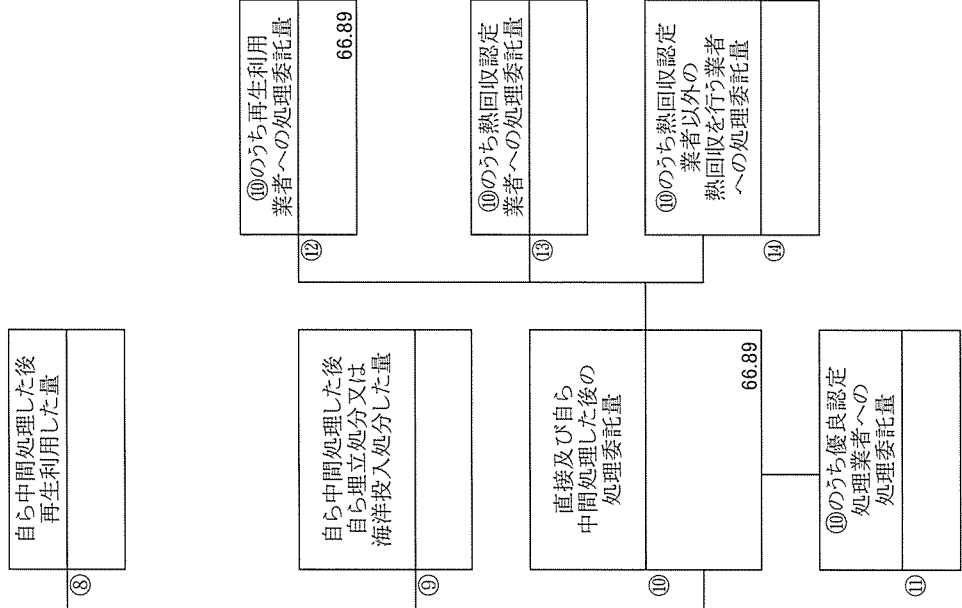 ⑧
自ら中間処理した後
再生利用した量
⑨
自ら中間処理した後
自ら埋立処分又は
海洋投入処分した量
⑩
直接及び自ら
中間処理した後の
処理委託量
66.89
⑪
⑩のうち優良認定
処理業者への
処理委託量
⑫
⑩のうち再生利用
業者への処理委託量
66.89
⑬
⑩のうち熱回収認定
業者への処理委託量
⑭
⑩のうち熱回収認定
業者以外の
熱回収を行う業者
への処理委託量